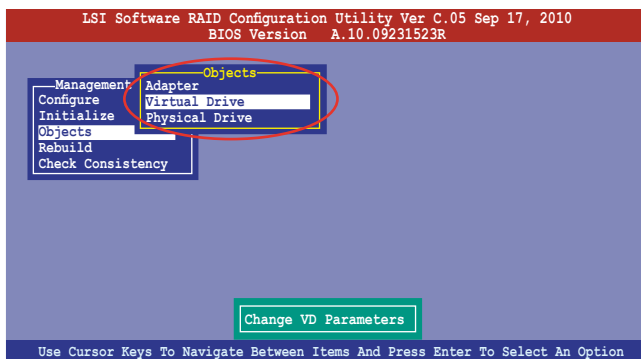 LSI Software RAID Configuration Utility Ver C.05 Sep 17, 2010
BIOS Version A.10.09231523R
Management
Configure
Initialize
Objects
Rebuild
Check Consistency
Objects
Adapter
Virtual Drive
Physical Drive
Change VD Parameters
Use Cursor Keys To Navigate Between Items And Press Enter To Select An Option